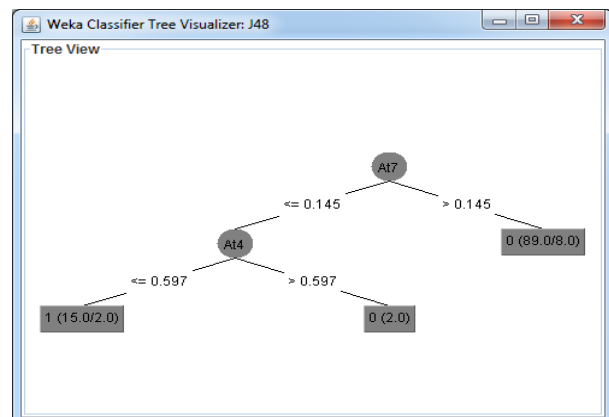 Weka Classifier Tree Visualizer: J48
Tree View
At7
<= 0.145
> 0.145
At4
0 (89.0/8.0)
<= 0.597
> 0.597
1 (15.0/2.0)
0 (2.0)